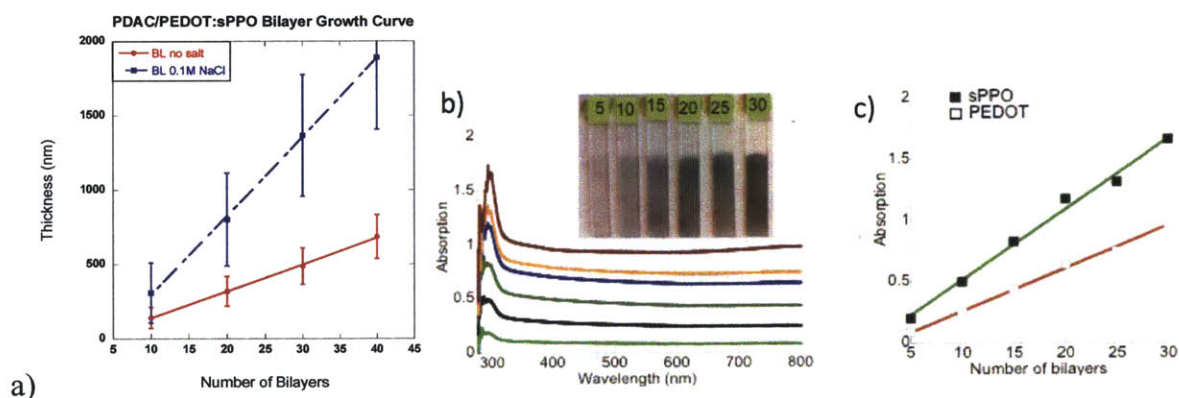 PDAC/PEDOT:sPPO Bilayer Growth Curve
2000
1500
1000
500
0
Thickness (nm)
BL no salt
BL 0.1M NaCl
5 10 15 20 25 30 35 40 45
Number of Bilayers
a)
b)
2
1.5
1
0.5
0
Absorption
5 10 15 20 25 30
300 400 500 600 700 800
Wavelength (nm)
c)
2
1.5
1
0.5
0
Absorption
sPPO
PEDOT
5 10 15 20 25 30
Number of bilayers